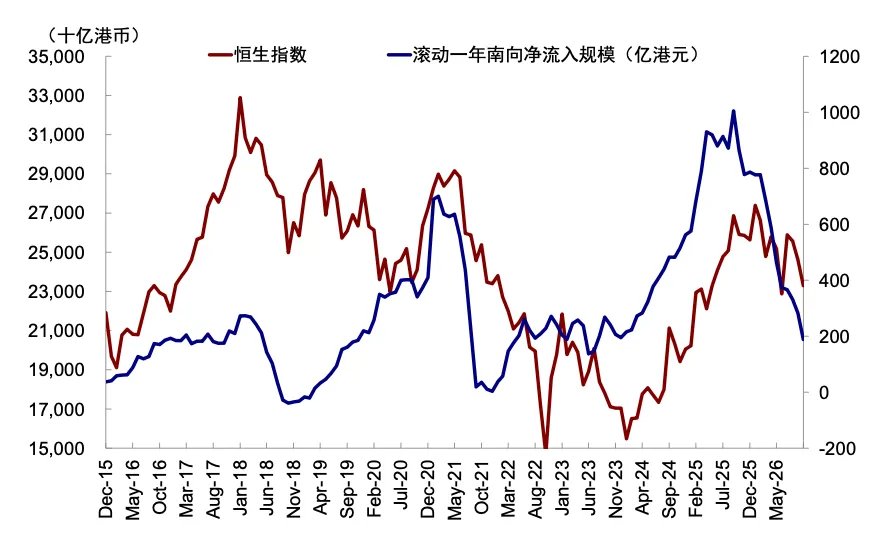 （十亿港币）
恒生指数
滚动一年南向净流入规模（亿港元）
35,000
33,000
31,000
29,000
27,000
25,000
23,000
21,000
19,000
17,000
15,000
1200
1000
800
600
400
200
0
-200
Dec-15
May-16
Oct-16
Mar-17
Aug-17
Jan-18
Jun-18
Nov-18
Apr-19
Sep-19
Feb-20
Jul-20
Dec-20
May-21
Oct-21
Mar-22
Aug-22
Jan-23
Jun-23
Nov-23
Apr-24
Sep-24
Feb-25
Jul-25
Dec-25
May-26